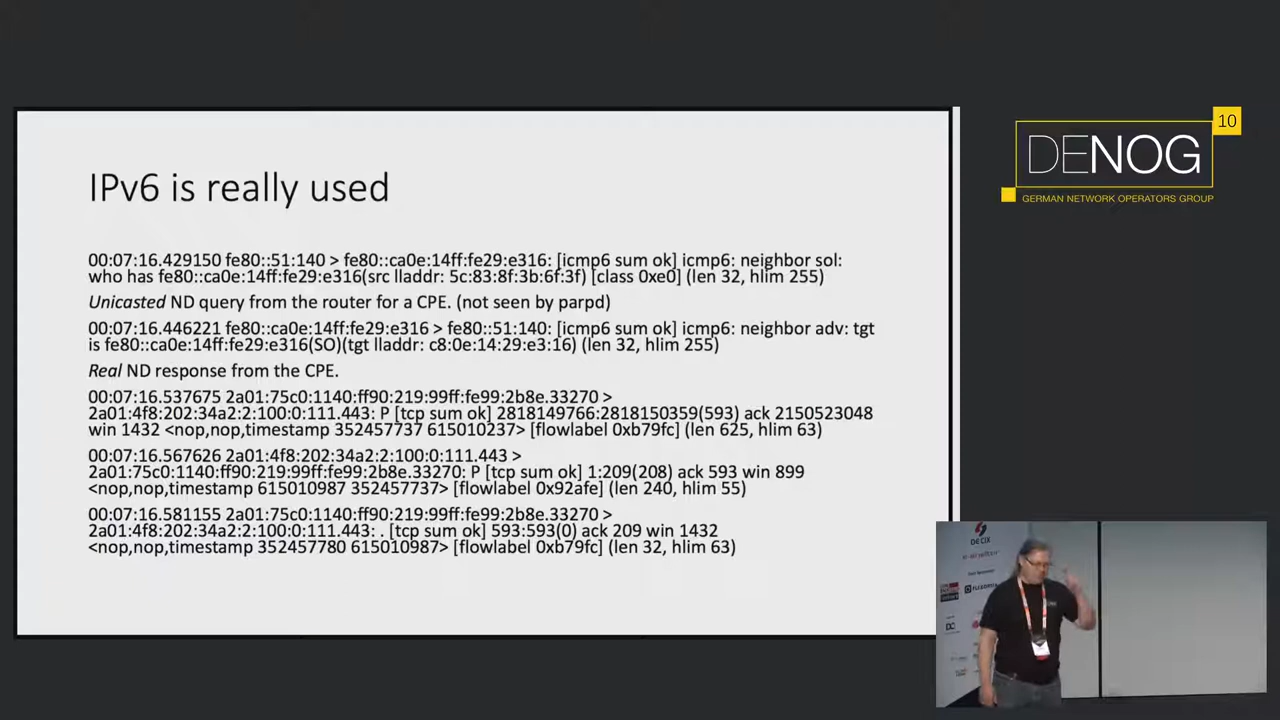 IPv6 is really used
00:07:16.429150 fe80::51:140 > fe80::ca0e:14ff:fe29:e316: [icmp6 sum ok] icmp6: neighbor sol:
who has fe80::ca0e:14ff:fe29:e316(src lladdr: 5c:83:8f:3b:6f:3f) [class 0xe0] (len 32, hlim 255)
Unicasted ND query from the router for a CPE. (not seen by parpd)
00:07:16.446221 fe80::ca0e:14ff:fe29:e316 > fe80::51:140: [icmp6 sum ok] icmp6: neighbor adv: tgt
is fe80::ca0e:14ff:fe29:e316(SO)(tgt lladdr: c8:0e:14:29:e3:16) (len 32, hlim 255)
Real ND response from the CPE.
00:07:16.537675 2a01:75c0:1140:ff90:219:99ff:fe99:2b8e.33270 >
2a01:4f8:202:34a2:2:100:0:111.443: P [tcp sum ok] 2818149766:2818150359(593) ack 2150523048
win 1432 <nop,nop,timestamp 352457737 615010237> [flowlabel 0xb79fc] (len 625, hlim 63)
00:07:16.567626 2a01:4f8:202:34a2:2:100:0:111.443 >
2a01:75c0:1140:ff90:219:99ff:fe99:2b8e.33270: P [tcp sum ok] 1:209(208) ack 593 win 899
<nop,nop,timestamp 615010987 352457737> [flowlabel 0x92afe] (len 240, hlim 55)
00:07:16.581155 2a01:75c0:1140:ff90:219:99ff:fe99:2b8e.33270 >
2a01:4f8:202:34a2:2:100:0:111.443: . [tcp sum ok] 593:593(0) ack 209 win 1432
<nop,nop,timestamp 352457780 615010987> [flowlabel 0xb79fc] (len 32, hlim 63)
10
DENOG
GERMAN NETWORK OPERATORS GROUP
DE CIX
FLEXOPTIX